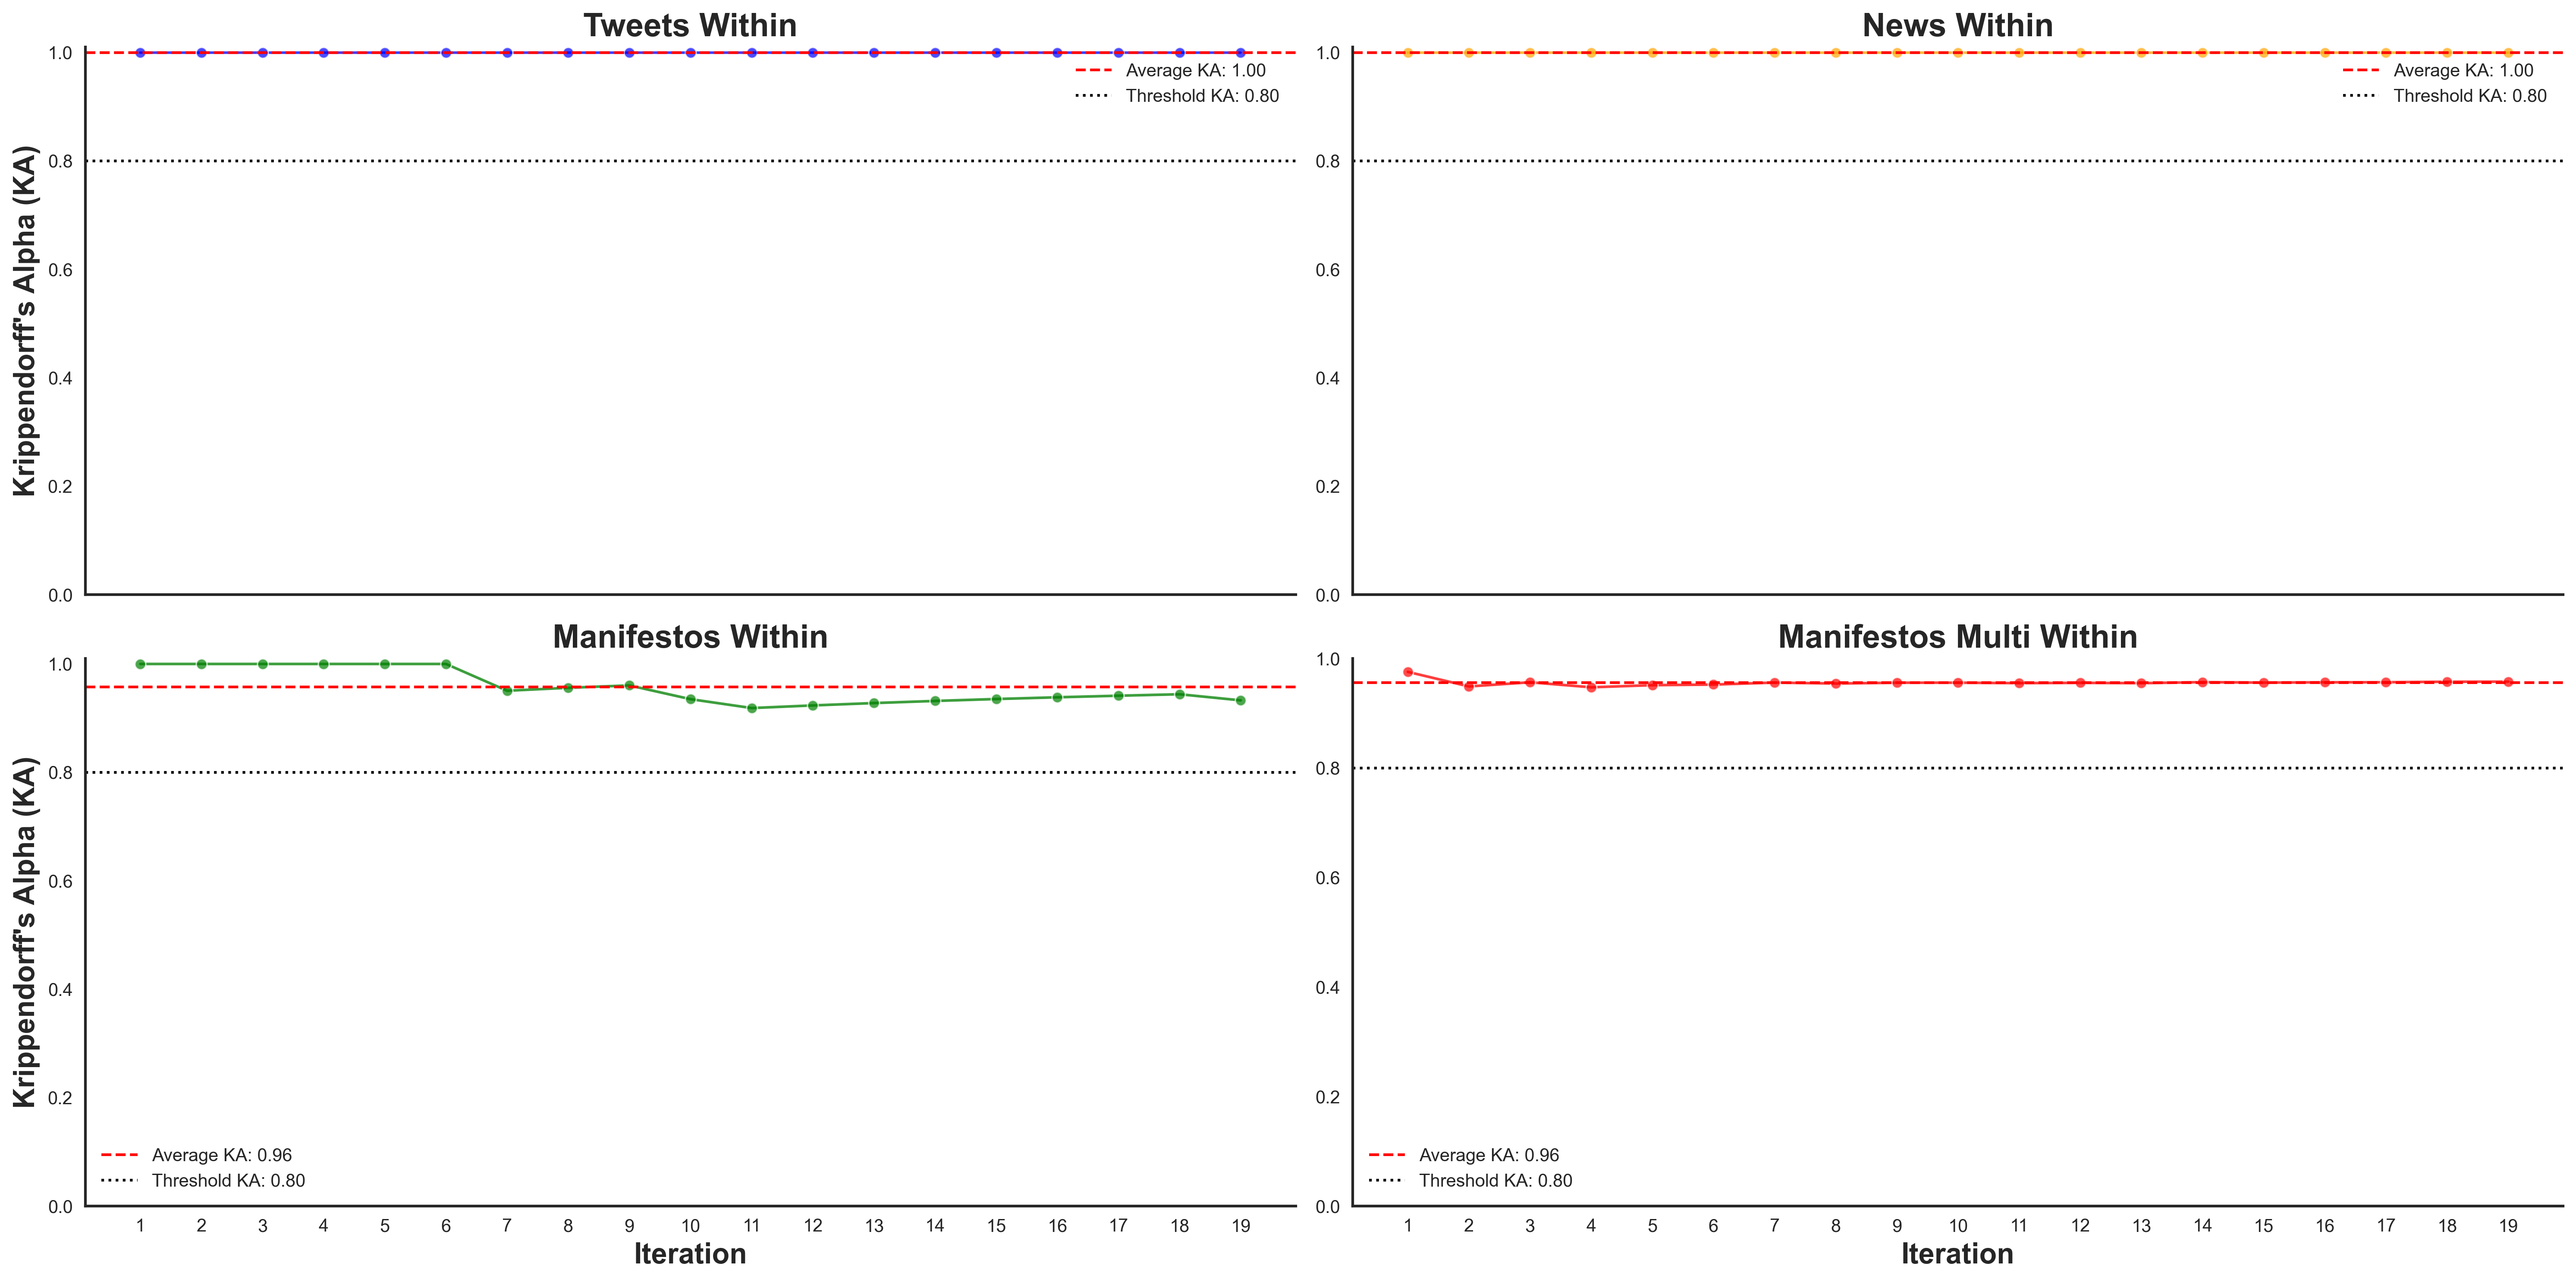 Tweets Within
1.0
0.8
0.6
0.4
0.2
0.0
Krippendorff's Alpha (KA)
Average KA: 1.00
Threshold KA: 0.80
News Within
1.0
0.8
0.6
0.4
0.2
0.0
Average KA: 1.00
Threshold KA: 0.80
Manifestos Within
1.0
0.8
0.6
0.4
0.2
0.0
Krippendorff's Alpha (KA)
Average KA: 0.96
Threshold KA: 0.80
1 2 3 4 5 6 7 8 9 10 11 12 13 14 15 16 17 18 19
Iteration
Manifestos Multi Within
1.0
0.8
0.6
0.4
0.2
0.0
Average KA: 0.96
Threshold KA: 0.80
1 2 3 4 5 6 7 8 9 10 11 12 13 14 15 16 17 18 19
Iteration